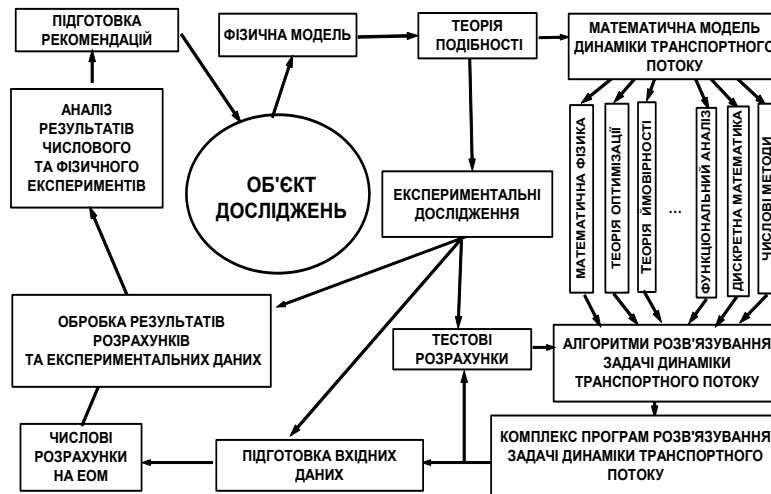 ПІДГОТОВКА
РЕКОМЕНДАЦІЙ
ФІЗИЧНА МОДЕЛЬ
ТЕОРІЯ
ПОДІБНОСТІ
МАТЕМАТИЧНА МОДЕЛЬ
ДИНАМІКИ ТРАНСПОРТНОГО
ПОТОКУ
АНАЛІЗ
РЕЗУЛЬТАТІВ
ЧИСЛОВОГО
ТА ФІЗИЧНОГО
ЕКСПЕРИМЕНТІВ
ОБ'ЄКТ
ДОСЛІДЖЕНЬ
ЕКСПЕРИМЕНТАЛЬНІ
ДОСЛІДЖЕННЯ
МАТЕМАТИЧНА ФІЗИКА
ТЕОРІЯ ОПТИМІЗАЦІЇ
ТЕОРІЯ ЙМОВІРНОСТІ
...
ФУНКЦІОНАЛЬНИЙ АНАЛІЗ
ДИСКРЕТНА МАТЕМАТИКА
ЧИСЛОВІ МЕТОДИ
ОБРОБКА РЕЗУЛЬТАТІВ
РОЗРАХУНКІВ
ТА ЕКСПЕРИМЕНТАЛЬНИХ ДАНИХ
ТЕСТОВІ
РОЗРАХУНКИ
АЛГОРИТМИ РОЗВ'ЯЗУВАННЯ
ЗАДАЧІ ДИНАМІКИ
ТРАНСПОРТНОГО ПОТОКУ
ЧИСЛОВІ
РОЗРАХУНКИ
НА ЕОМ
ПІДГОТОВКА ВХІДНИХ
ДАНИХ
КОМПЛЕКС ПРОГРАМ РОЗВ'ЯЗУВАННЯ
ЗАДАЧІ ДИНАМІКИ ТРАНСПОРТНОГО
ПОТОКУ